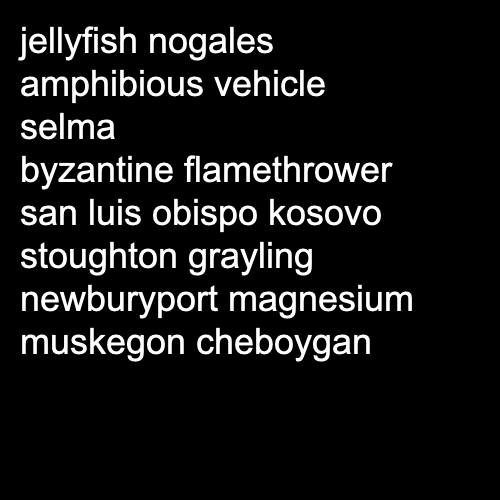 jellyfish nogales
amphibious vehicle
selma
byzantine flamethrower
san luis obispo kosovo
stoughton grayling
newburyport magnesium
muskegon cheboygan